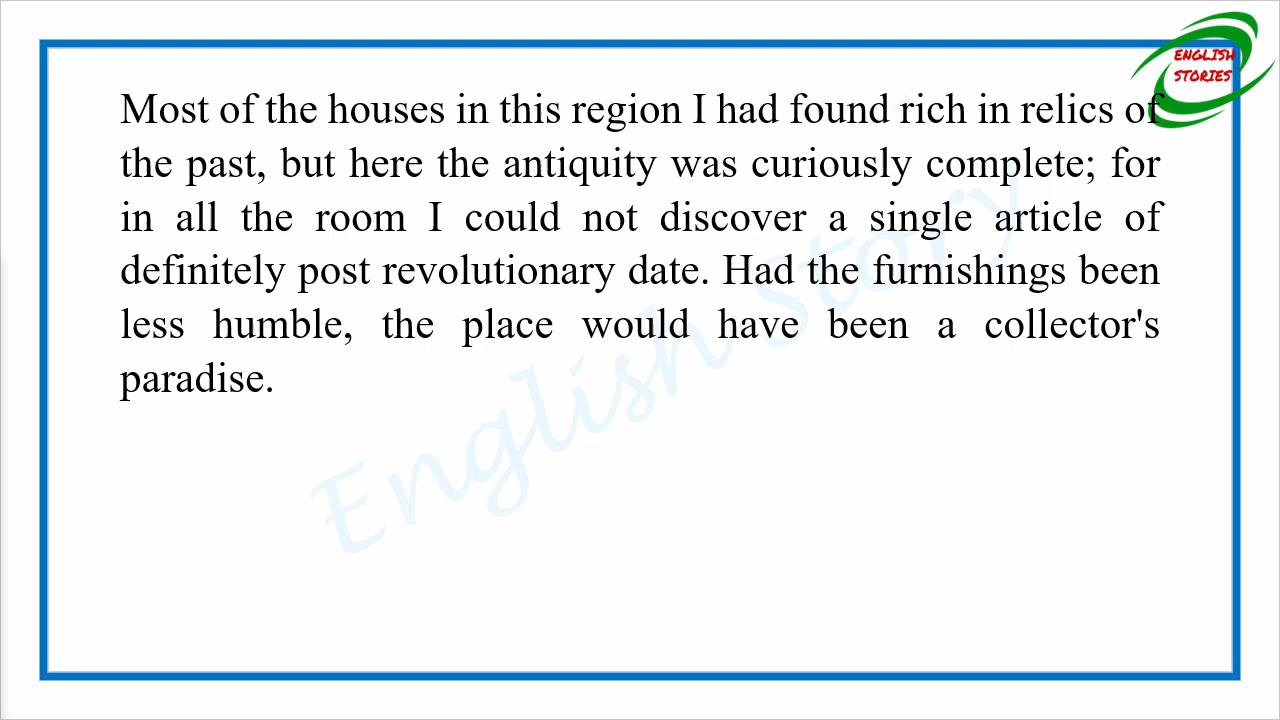 ENGLISH
STORIES
Most of the houses in this region I had found rich in relics of
the past, but here the antiquity was curiously complete; for
in all the room I could not discover a single article of
definitely post revolutionary date. Had the furnishings been
less humble, the place would have been a collector's
paradise.
English Story